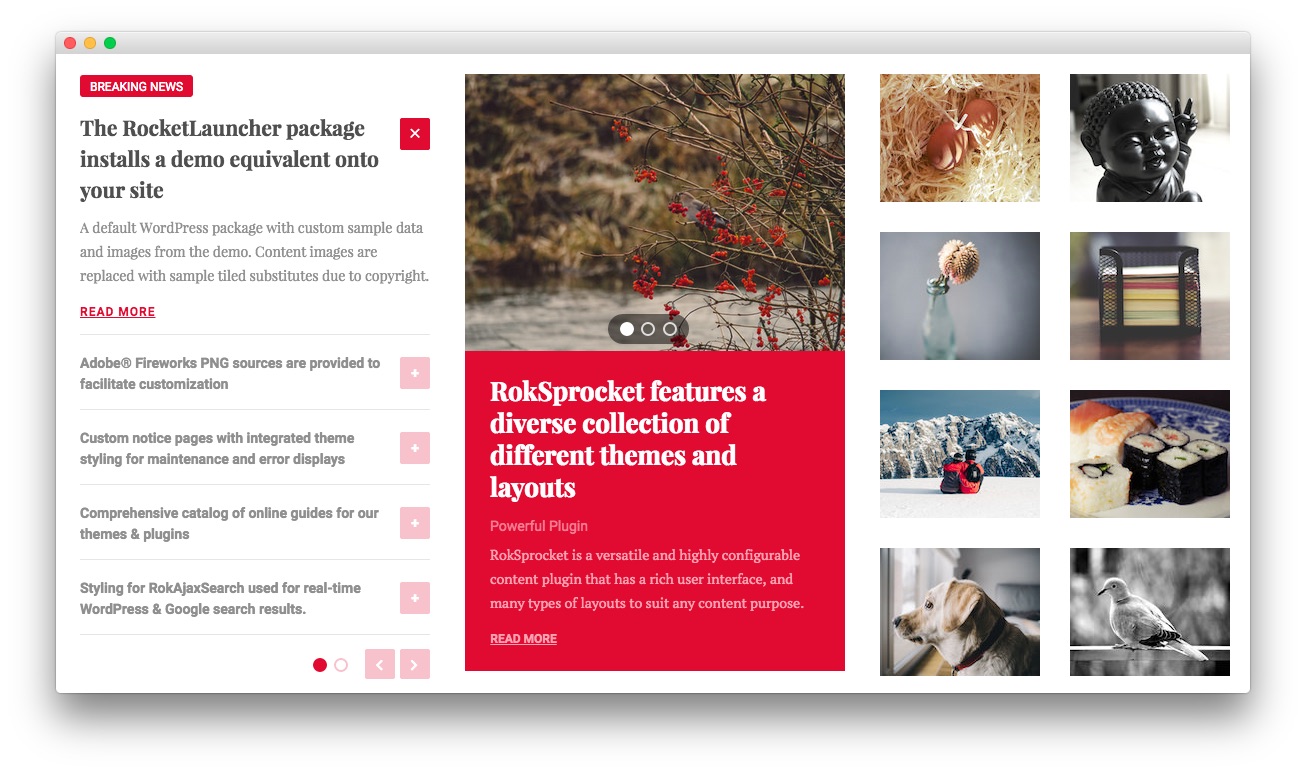 BREAKING NEWS
The RocketLauncher package
installs a demo equivalent onto
your site
A default WordPress package with custom sample data
and images from the demo. Content images are
replaced with sample tiled substitutes due to copyright.
READ MORE
Adobe® Fireworks PNG sources are provided to
facilitate customization
Custom notice pages with integrated theme
styling for maintenance and error displays
Comprehensive catalog of online guides for our
themes & plugins
Styling for RokAjaxSearch used for real-time
WordPress & Google search results.
RokSprocket features a
diverse collection of
different themes and
layouts
Powerful Plugin
RokSprocket is a versatile and highly configurable
content plugin that has a rich user interface, and
many types of layouts to suit any content purpose.
READ MORE